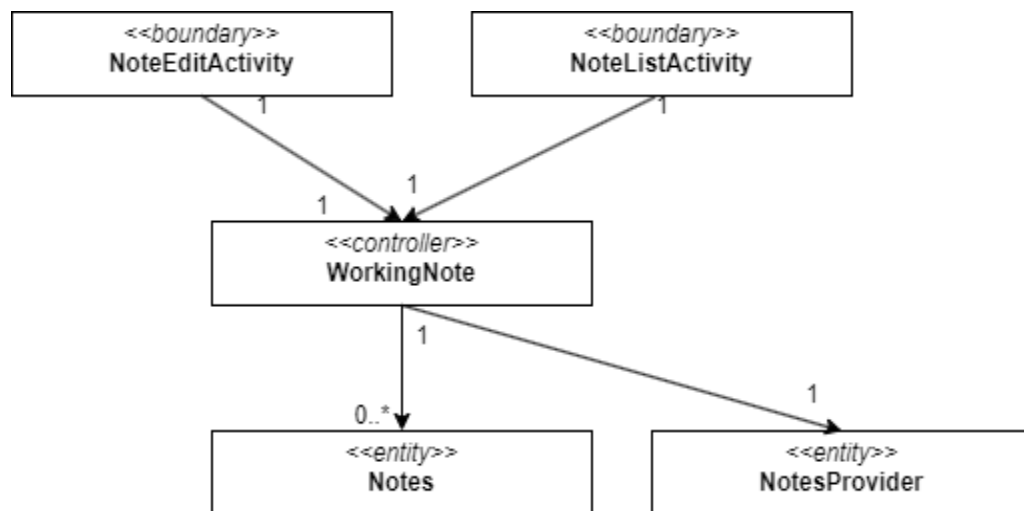 <<boundary>>
NoteEditActivity
<<boundary>>
NoteListActivity
1
1
1
1
<<controller>>
WorkingNote
1
1
0..*
<<entity>>
Notes
<<entity>>
NotesProvider